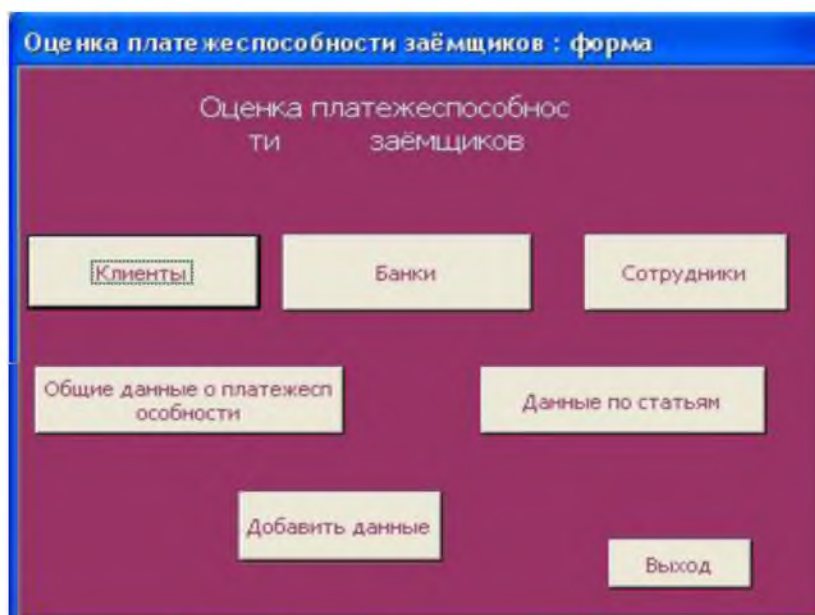 Оценка платежеспособности заёмщиков : форма
Оценка платежеспособнос
ти заёмщиков
Клиенты
Банки
Сотрудники
Общие данные о платежесп
особности
Данные по статьям
Добавить данные
Выход